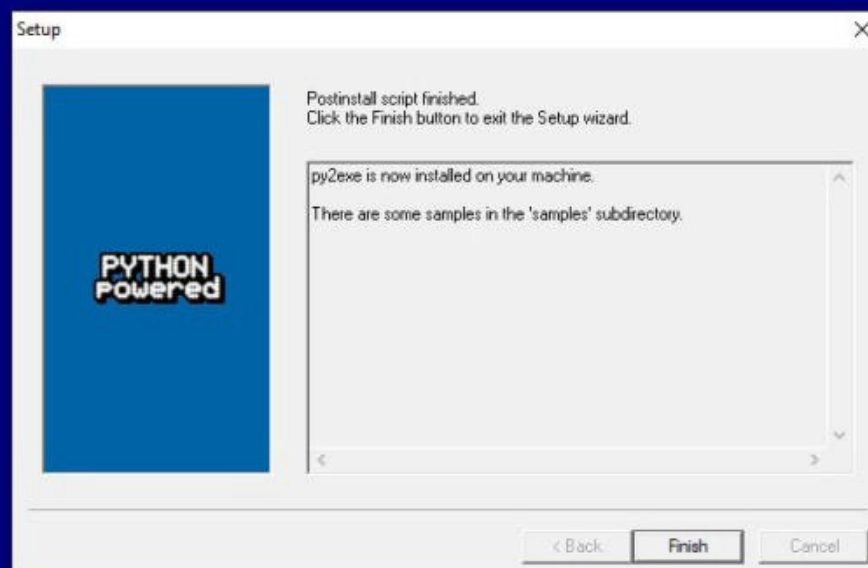 Setup
Postinstall script finished.
Click the Finish button to exit the Setup wizard.
py2exe is now installed on your machine.
There are some samples in the 'samples' subdirectory.
PYTHON
powered
< Back
Finish
Cancel